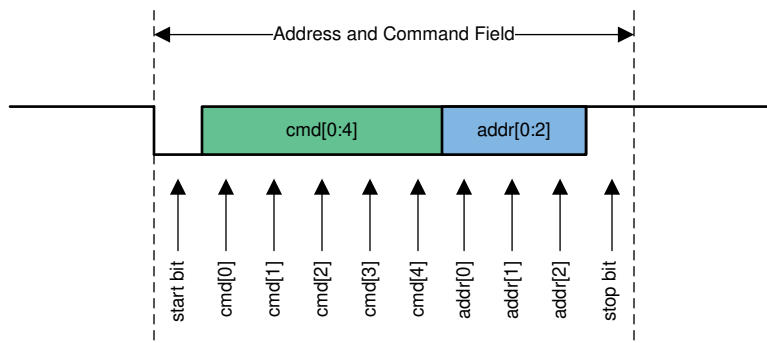 Address and Command Field
cmd[0:4]
addr[0:2]
start bit
cmd[0]
cmd[1]
cmd[2]
cmd[3]
cmd[4]
addr[0]
addr[1]
addr[2]
stop bit